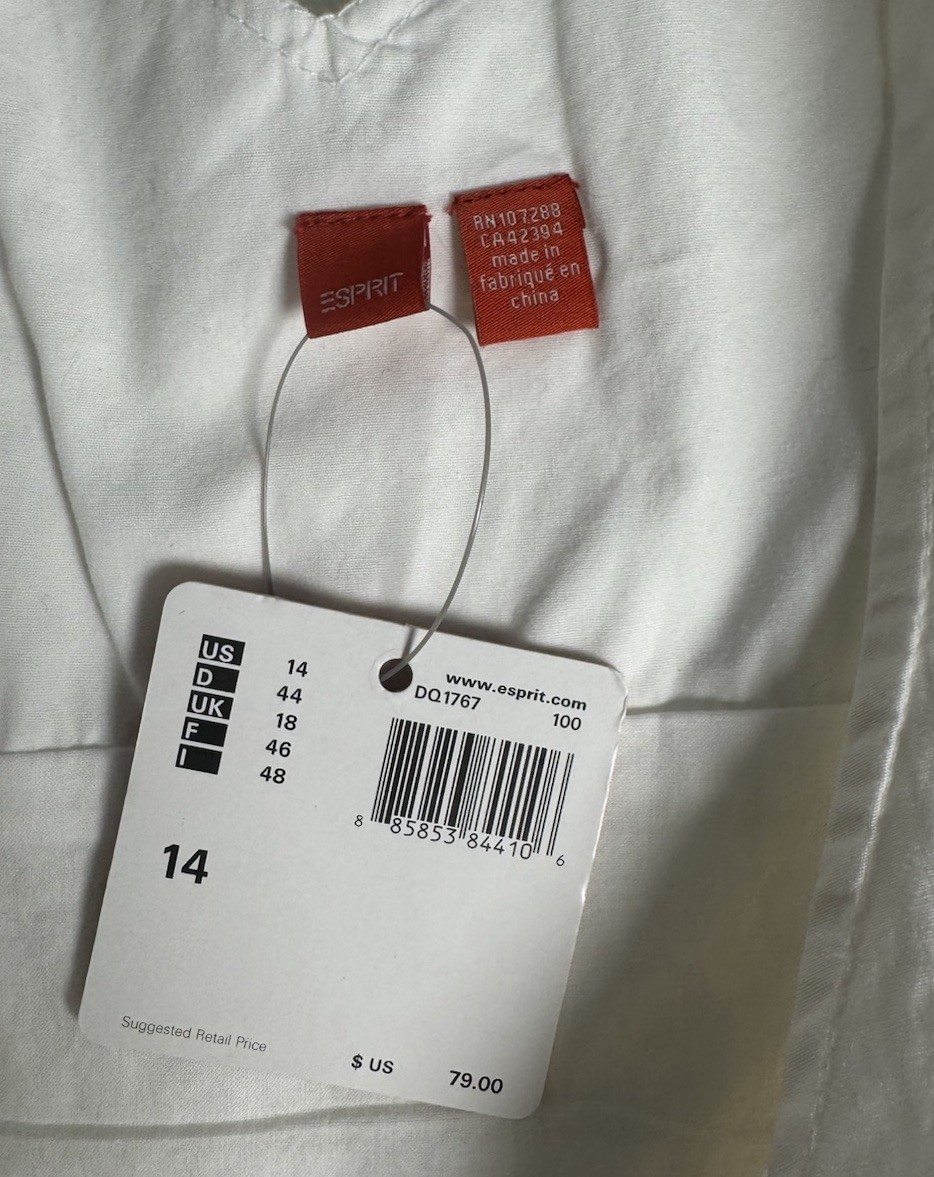 ESPRIT
RN107288
CA42394
made in
fabriqué en
china
www.esprit.com
DQ1767 100
US 14
D 44
UK 18
F 46
I 48
8 85853 84410 6
14
Suggested Retail Price
$ US 79.00